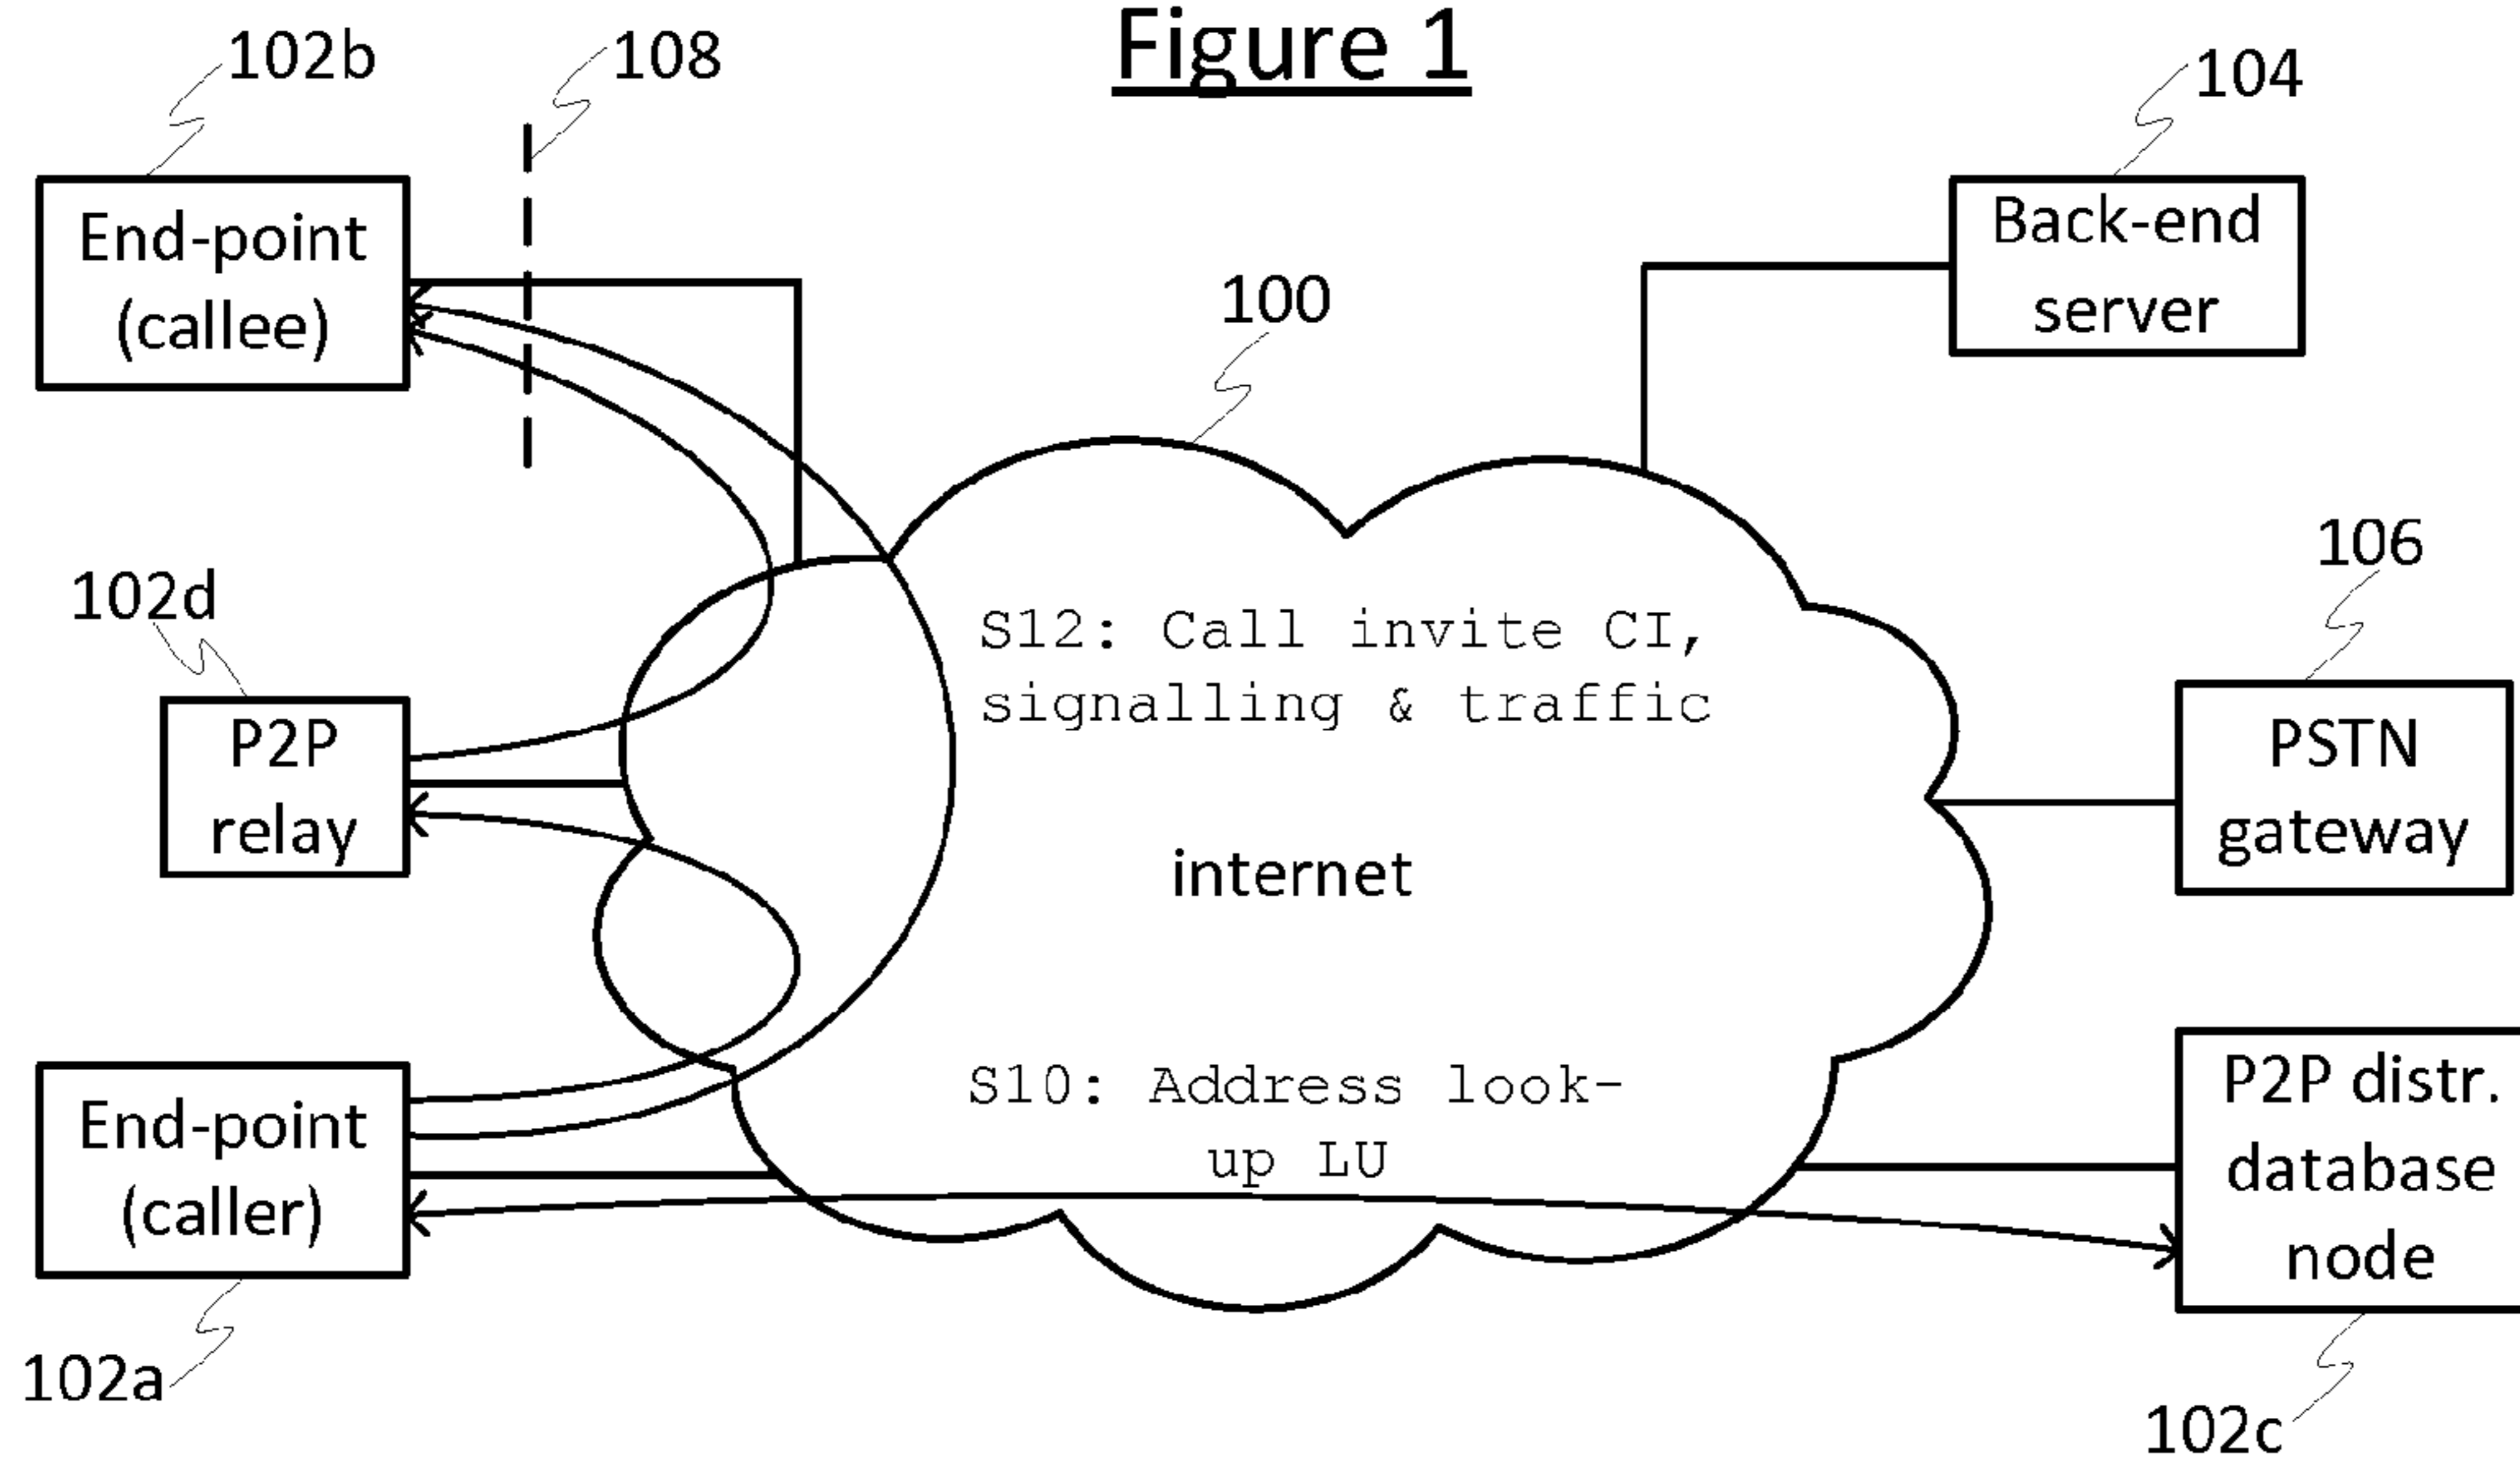 Figure 1
102b
108
104
End-point
(callee)
Back-end
server
100
106
102d
S12: Call invite CI,
signalling & traffic
P2P
relay
PSTN
gateway
internet
End-point
(caller)
S10: Address look-
up LU
P2P distr.
database
node
102a
102c